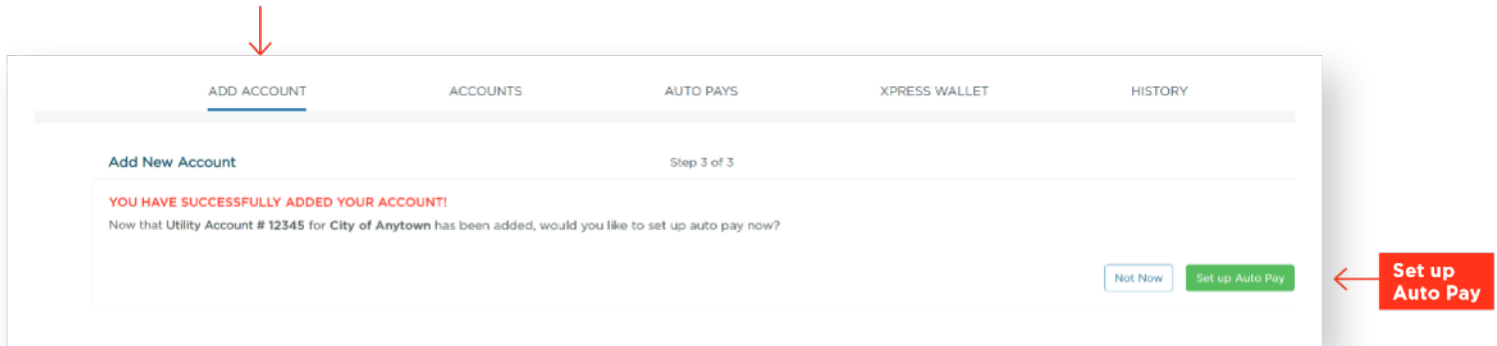 ADD ACCOUNT ACCOUNTS AUTO PAYS XPRESS WALLET HISTORY
Add New Account Step 3 of 3
YOU HAVE SUCCESSFULLY ADDED YOUR ACCOUNT!
Now that Utility Account # 12345 for City of Anytown has been added, would you like to set up auto pay now?
Not Now Set up Auto Pay
Set up
Auto Pay